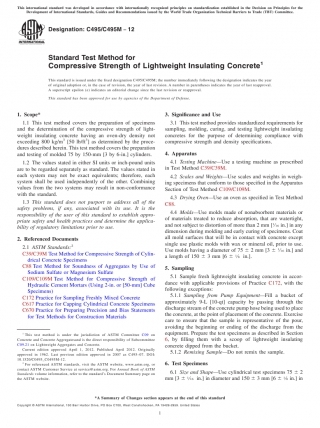 This international standard was developed in accordance with internationally recognized principles on standardization established in the Decision on Principles for the
Development of International Standards, Guides and Recommendations issued by the World Trade Organization Technical Barriers to Trade (TBT) Committee.
Designation: C495/C495M − 12
INTERNATIONAL
Standard Test Method for
Compressive Strength of Lightweight Insulating Concrete1
This standard is issued under the fixed designation C495/C495M; the number immediately following the designation indicates the year
of original adoption or, in the case of revision, the year of last revision. A number in parentheses indicates the year of last reapproval.
A superscript epsilon (ε) indicates an editorial change since the last revision or reapproval.
This standard has been approved for use by agencies of the Department of Defense.
1. Scope*
1.1 This test method covers the preparation of specimens
and the determination of the compressive strength of light-
weight insulating concrete having an oven-dry density not
exceeding 800 kg/m3 [50 lb/ft3] as determined by the proce-
dures described herein. This test method covers the preparation
and testing of molded 75 by 150-mm [3 by 6-in.] cylinders.
1.2 The values stated in either SI units or inch-pound units
are to be regarded separately as standard. The values stated in
each system may not be exact equivalents; therefore, each
system shall be used independently of the other. Combining
values from the two systems may result in non-conformance
with the standard.
1.3 This standard does not purport to address all of the
safety problems, if any, associated with its use. It is the
responsibility of the user of this standard to establish appro-
priate safety and health practices and determine the applica-
bility of regulatory limitations prior to use.
2. Referenced Documents
2.1 ASTM Standards:2
C39/C39M Test Method for Compressive Strength of Cylin-
drical Concrete Specimens
C88 Test Method for Soundness of Aggregates by Use of
Sodium Sulfate or Magnesium Sulfate
C109/C109M Test Method for Compressive Strength of
Hydraulic Cement Mortars (Using 2-in. or [50-mm] Cube
Specimens)
C172 Practice for Sampling Freshly Mixed Concrete
C617 Practice for Capping Cylindrical Concrete Specimens
C670 Practice for Preparing Precision and Bias Statements
for Test Methods for Construction Materials
1 This test method is under the jurisdiction of ASTM Committee C09 on
Concrete and Concrete Aggregates and is the direct responsibility of Subcommittee
C09.21 on Lightweight Aggregates and Concrete.
Current edition approved April 1, 2012. Published April 2012. Originally
approved in 1962. Last previous edition approved in 2007 as C495–07. DOI:
10.1520/C0495_C0495M-12.
2 For referenced ASTM standards, visit the ASTM website, www.astm.org, or
contact ASTM Customer Service at service@astm.org. For Annual Book of ASTM
Standards volume information, refer to the standard's Document Summary page on
the ASTM website.
3. Significance and Use
3.1 This test method provides standardized requirements for
sampling, molding, curing, and testing lightweight insulating
concretes for the purpose of determining compliance with
compressive strength and density specifications.
4. Apparatus
4.1 Testing Machine—Use a testing machine as prescribed
in Test Method C39/C39M.
4.2 Scales and Weights—Use scales and weights in weigh-
ing specimens that conform to those specified in the Apparatus
Section of Test Method C109/C109M.
4.3 Drying Oven—Use an oven as specified in Test Method
C88.
4.4 Molds—Use molds made of nonabsorbent materials or
of materials treated to reduce absorption, that are watertight,
and not subject to distortion of more than 2 mm [1/16 in.] in any
dimension during molding and curing of specimens. Coat
all mold surfaces that will be in contact with concrete except
single use plastic molds with wax or mineral oil, prior to use.
Use molds having a diameter of 75 ± 2 mm [3 ± 1/16 in.] and
a length of 150 ± 3 mm [6 ± 1/8 in.].
5. Sampling
5.1 Sample fresh lightweight insulating concrete in accor-
dance with applicable provisions of Practice C172, with the
following exceptions:
5.1.1 Sampling from Pump Equipment—Fill a bucket of
approximately 9-L [10-qt] capacity by passing through the
discharge stream of the concrete pump hose being used to place
the concrete, at the point of placement of the concrete. Exercise
care to ensure that the sample is representative of the pour,
avoiding the beginning or ending of the discharge from the
equipment. Prepare the test specimens as described in Section
6, by filling them with a scoop of lightweight insulating
concrete dipped from the bucket.
5.1.2 Remixing Sample—Do not remix the sample.
6. Test Specimens
6.1 Size and Shape—Use cylindrical test specimens 75 ± 2
mm [3 ± 1/16 in.] in diameter and 150 ± 3 mm [6 ± 1/8 in.] in
*A Summary of Changes section appears at the end of this standard
Copyright © ASTM International, 100 Barr Harbor Drive, PO Box C700, West Conshohocken, PA 19428-2959. United States
1